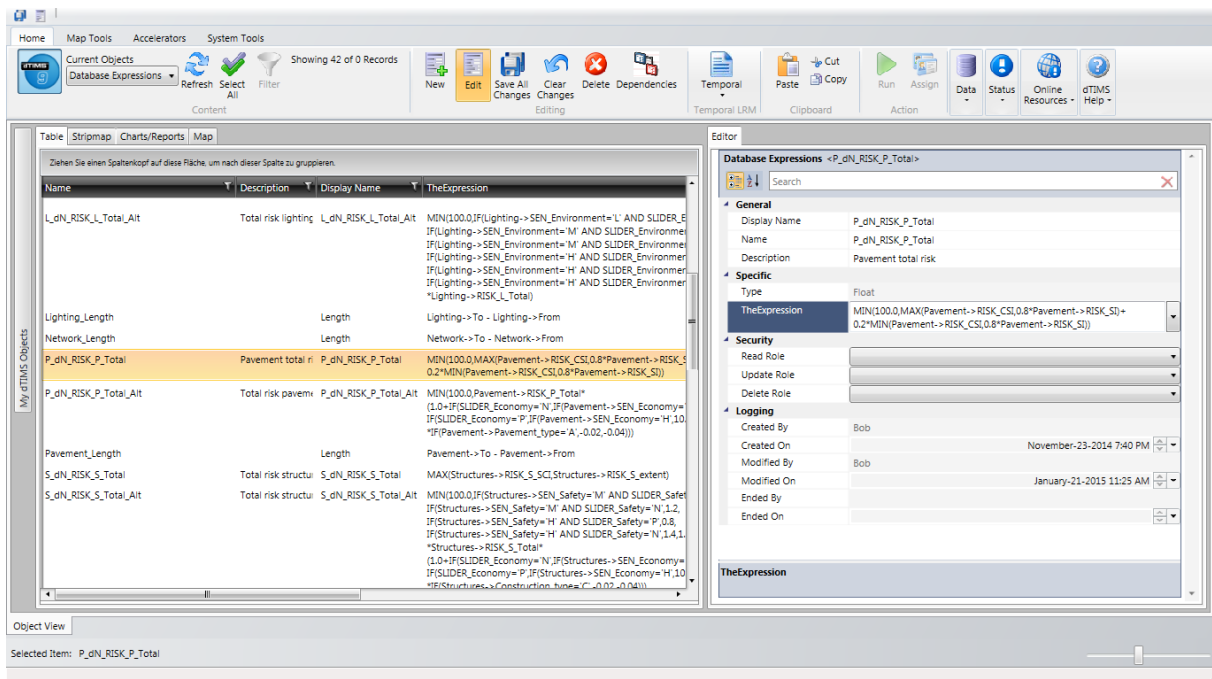 Home Map Tools Accelerators System Tools
dTIMS
9
Current Objects
Database Expressions
Refresh
Select
All
Filter
Showing 42 of 0 Records
Content
New
Edit
Save All
Changes
Clear
Changes
Delete
Dependencies
Editing
Temporal
Temporal LRM
Paste
Cut
Copy
Clipboard
Run
Assign
Action
Data
Status
Online
Resources
dTIMS
Help
My dTIMS Objects
Table Stripmap Charts/Reports Map
Ziehen Sie einen Spaltenkopf auf diese Fläche, um nach dieser Spalte zu gruppieren.
Name Description Display Name TheExpression
L_dN_RISK_L_Total_Alt Total risk lighting L_dN_RISK_L_Total_Alt MIN(100.0,IF(Lighting->SEN_Environment='L' AND SLIDER_E
IF(Lighting->SEN_Environment='M' AND SLIDER_Environme
IF(Lighting->SEN_Environment='M' AND SLIDER_Environme
IF(Lighting->SEN_Environment='H' AND SLIDER_Environmer
IF(Lighting->SEN_Environment='H' AND SLIDER_Environmer
IF(Lighting->SEN_Environment='H' AND SLIDER_Environmer
*Lighting->RISK_L_Total)
Lighting_Length Length Lighting->To - Lighting->From
Network_Length Length Network->To - Network->From
P_dN_RISK_P_Total Pavement total ri P_dN_RISK_P_Total MIN(100.0,MAX(Pavement->RISK_CSI,0.8*Pavement->RISK_S
0.2*MIN(Pavement->RISK_CSI,0.8*Pavement->RISK_SI))
P_dN_RISK_P_Total_Alt Total risk paveme P_dN_RISK_P_Total_Alt MIN(100.0,Pavement->RISK_P_Total*
(1.0+IF(SLIDER_Economy='N',IF(Pavement->SEN_Economy='
IF(SLIDER_Economy='P',IF(Pavement->SEN_Economy='H',10.
*IF(Pavement->Pavement_type='A',-0.02,-0.04)))
Pavement_Length Length Pavement->To - Pavement->From
S_dN_RISK_S_Total Total risk structu S_dN_RISK_S_Total MAX(Structures->RISK_S_SCI,Structures->RISK_S_extent)
S_dN_RISK_S_Total_Alt Total risk structu S_dN_RISK_S_Total_Alt MIN(100.0,IF(Structures->SEN_Safety='M' AND SLIDER_Safet
IF(Structures->SEN_Safety='M' AND SLIDER_Safety='N',1.2,
IF(Structures->SEN_Safety='H' AND SLIDER_Safety='P',0.8,
IF(Structures->SEN_Safety='H' AND SLIDER_Safety='N',1.4,1.
*Structures->RISK_S_Total*
(1.0+IF(SLIDER_Economy='N',IF(Structures->SEN_Economy=
IF(SLIDER_Economy='P',IF(Structures->SEN_Economy='H',10
*IF(Structures->Construction_type='C',-0.02,-0.04)))
Editor
Database Expressions <P_dN_RISK_P_Total>
Search
General
Display Name P_dN_RISK_P_Total
Name P_dN_RISK_P_Total
Description Pavement total risk
Specific
Type Float
TheExpression MIN(100.0,MAX(Pavement->RISK_CSI,0.8*Pavement->RISK_SI)+
0.2*MIN(Pavement->RISK_CSI,0.8*Pavement->RISK_SI))
Security
Read Role
Update Role
Delete Role
Logging
Created By Bob
Created On November-23-2014 7:40 PM
Modified By Bob
Modified On January-21-2015 11:25 AM
Ended By
Ended On
TheExpression
Object View
Selected Item: P_dN_RISK_P_Total